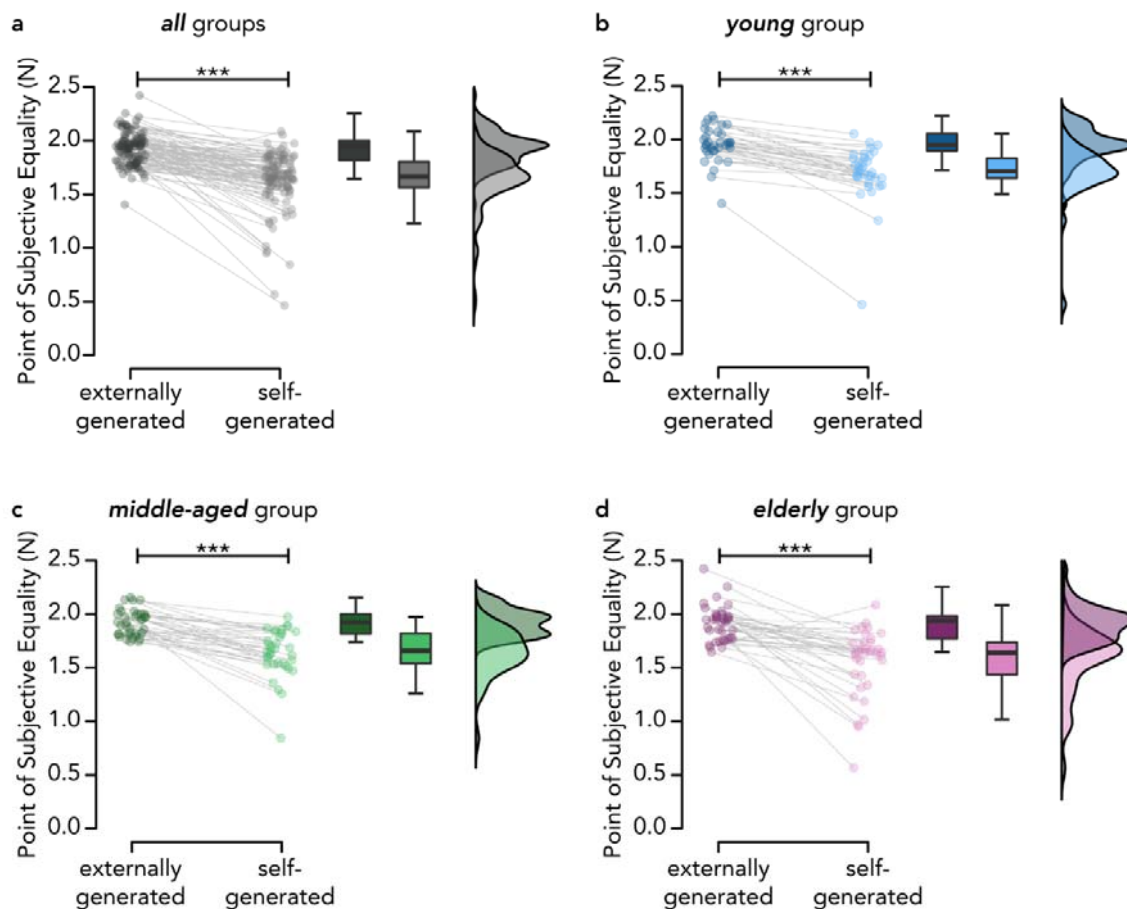 a
all groups
***
Point of Subjective Equality (N)
2.5
2.0
1.5
1.0
0.5
0.0
externally
generated
self-
generated
b
young group
***
Point of Subjective Equality (N)
2.5
2.0
1.5
1.0
0.5
0.0
externally
generated
self-
generated
c
middle-aged group
***
Point of Subjective Equality (N)
2.5
2.0
1.5
1.0
0.5
0.0
externally
generated
self-
generated
d
elderly group
***
Point of Subjective Equality (N)
2.5
2.0
1.5
1.0
0.5
0.0
externally
generated
self-
generated